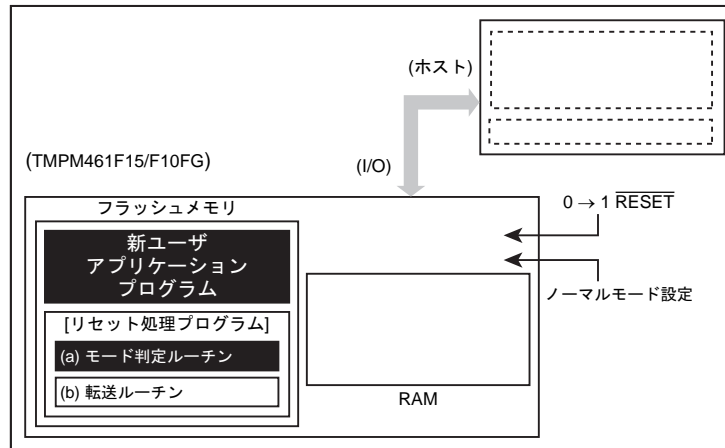 (ホスト)
(TMPM461F15/F10FG)
(I/O)
フラッシュメモリ
0 → 1 RESET
新ユーザ
アプリケーション
プログラム
ノーマルモード設定
[リセット処理プログラム]
(a) モード判定ルーチン
(b) 転送ルーチン
RAM